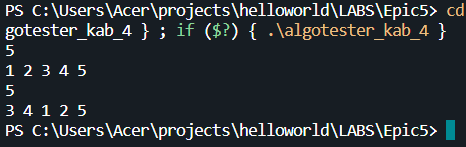 PS C:\Users\Acer\projects\helloworld\LABS\Epic5> cd
gotester_kab_4 } ; if ($?) { .\algotester_kab_4 }
5
1 2 3 4 5
5
3 4 1 2 5
PS C:\Users\Acer\projects\helloworld\LABS\Epic5>